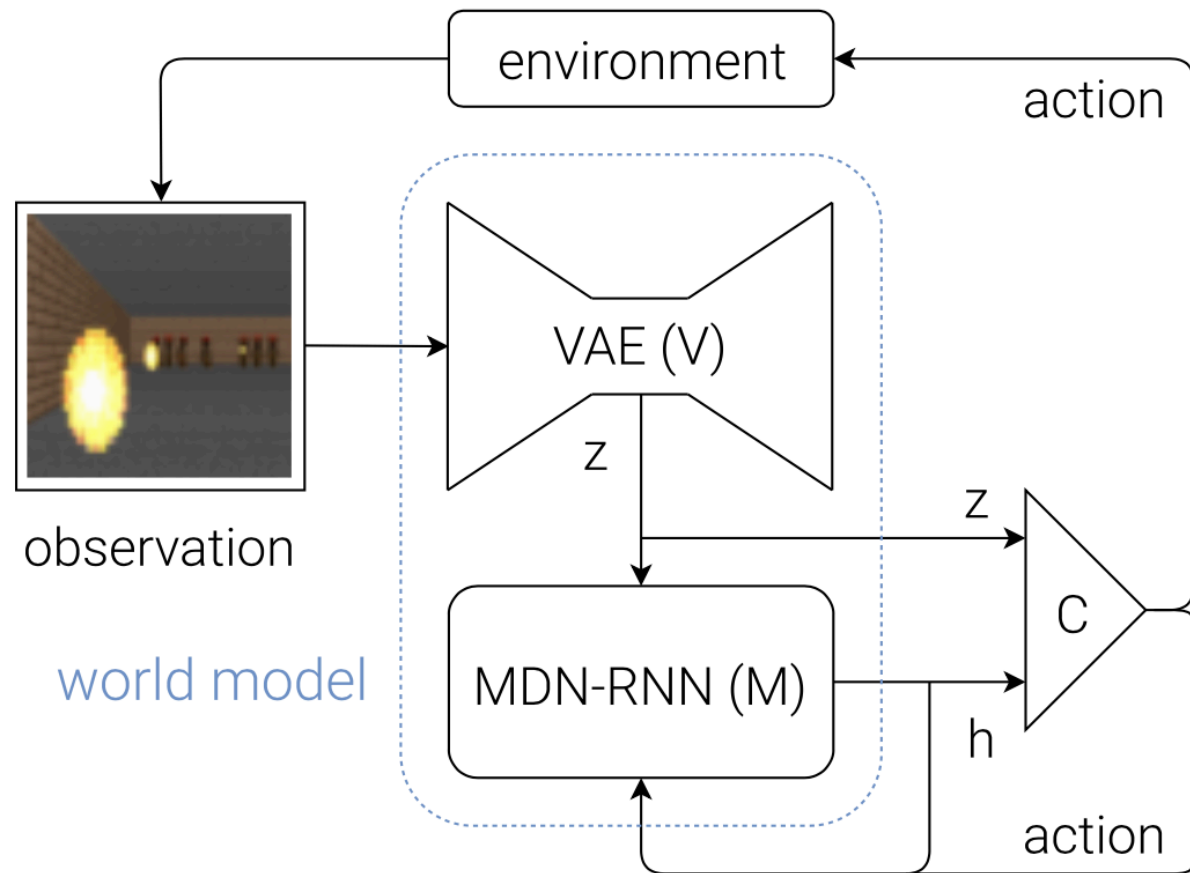 environment
action
VAE (V)
z
z
observation
C
world model
MDN-RNN (M)
h
action